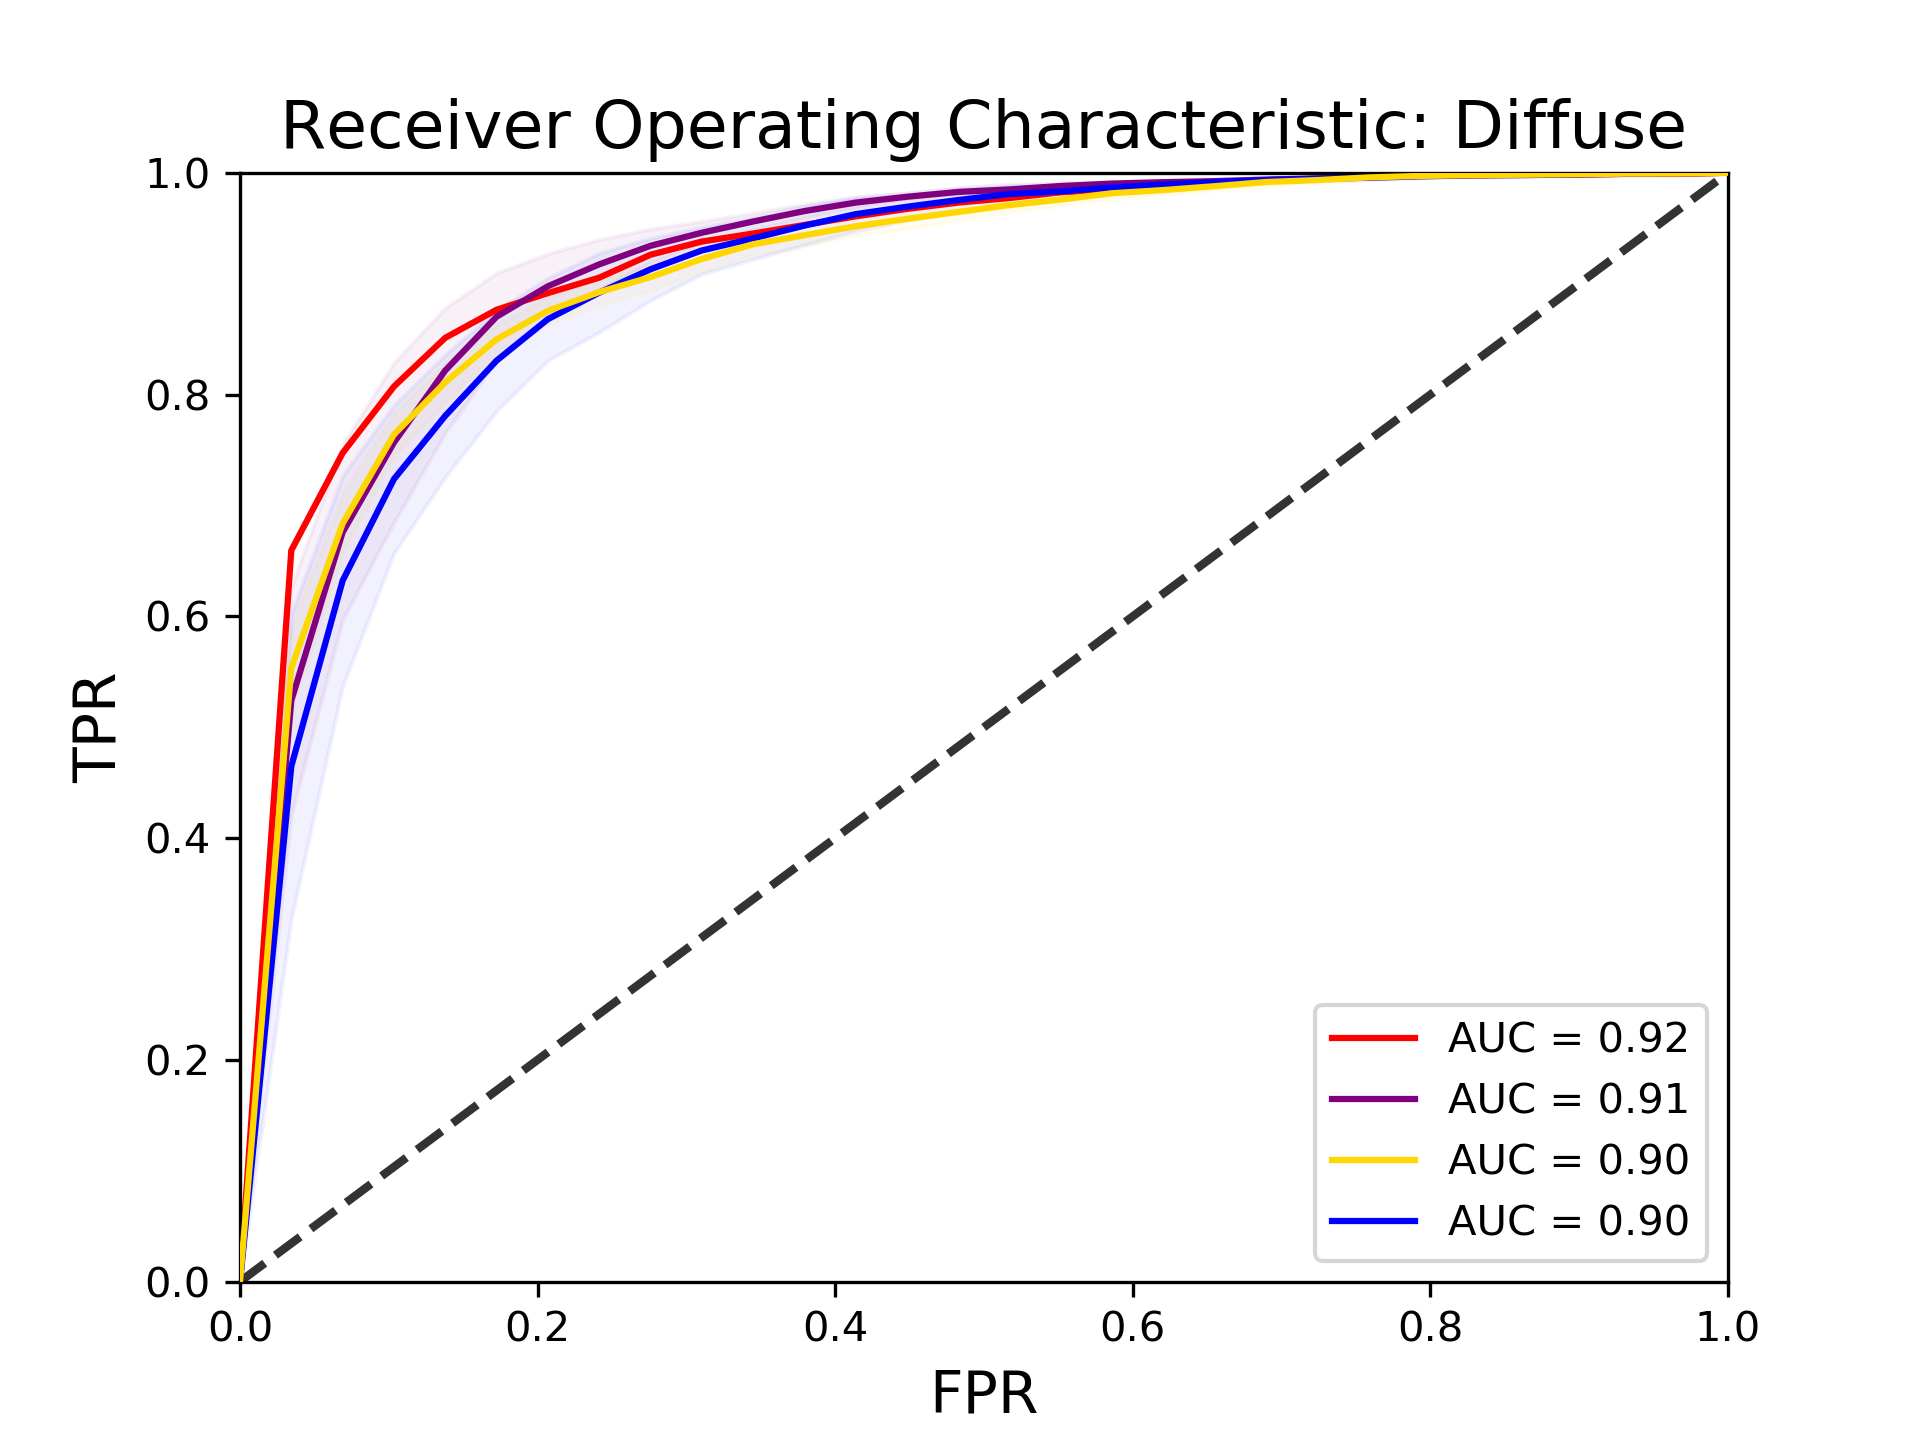 Receiver Operating Characteristic: Diffuse
1.0
0.8
0.6
0.4
0.2
0.0
TPR
AUC = 0.92
AUC = 0.91
AUC = 0.90
AUC = 0.90
0.0 0.2 0.4 0.6 0.8 1.0
FPR